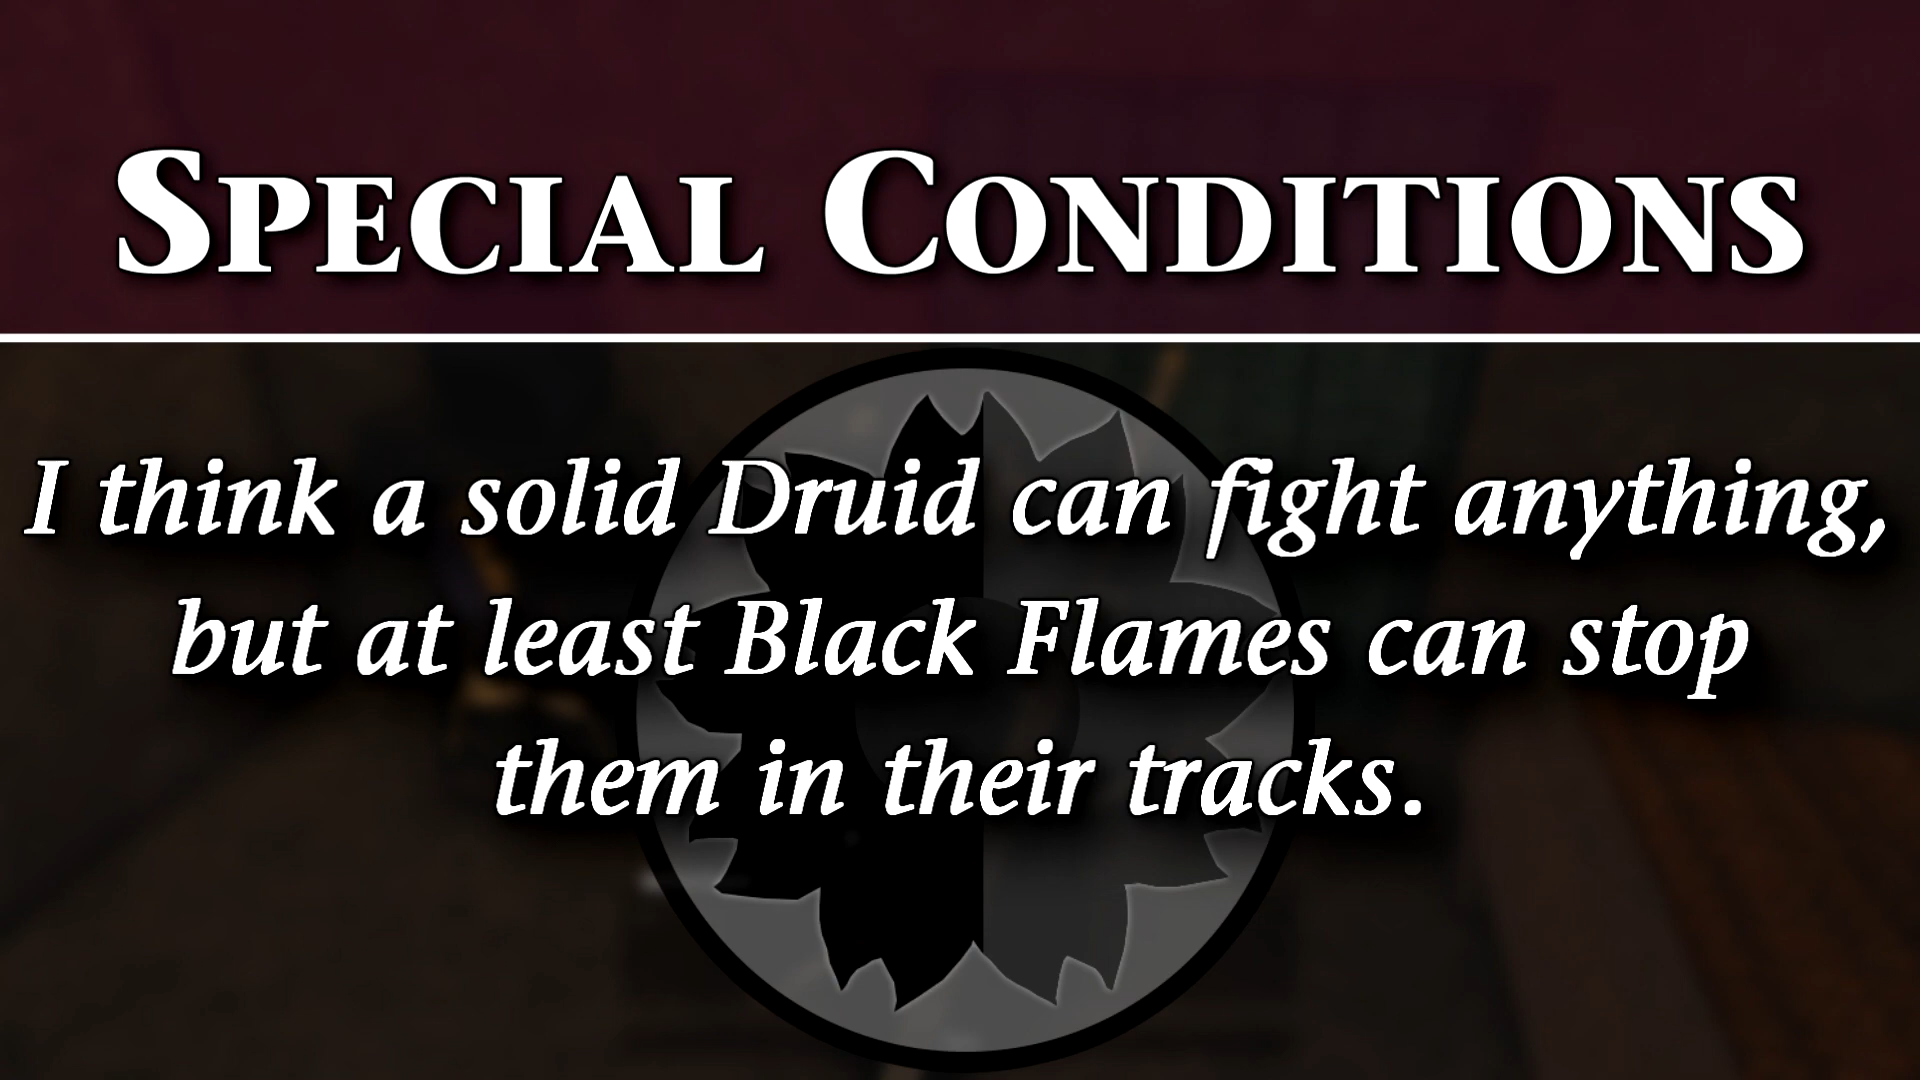 Special Conditions
I think a solid Druid can fight anything,
but at least Black Flames can stop
them in their tracks.